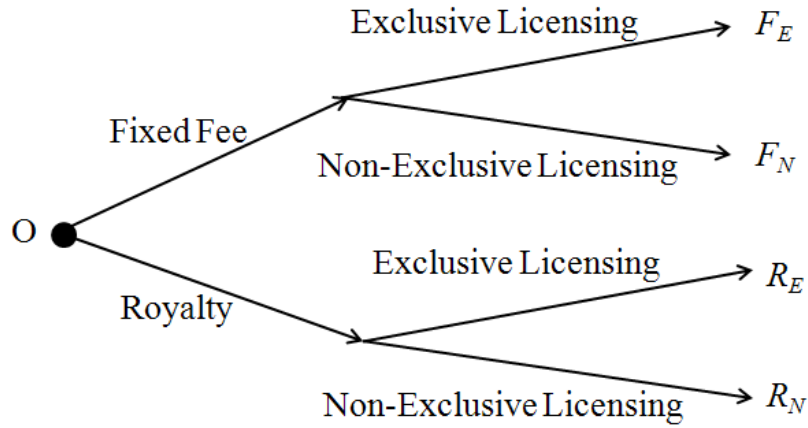 Exclusive Licensing
F_E
Fixed Fee
Non-Exclusive Licensing
F_N
O
Exclusive Licensing
R_E
Royalty
Non-Exclusive Licensing
R_N